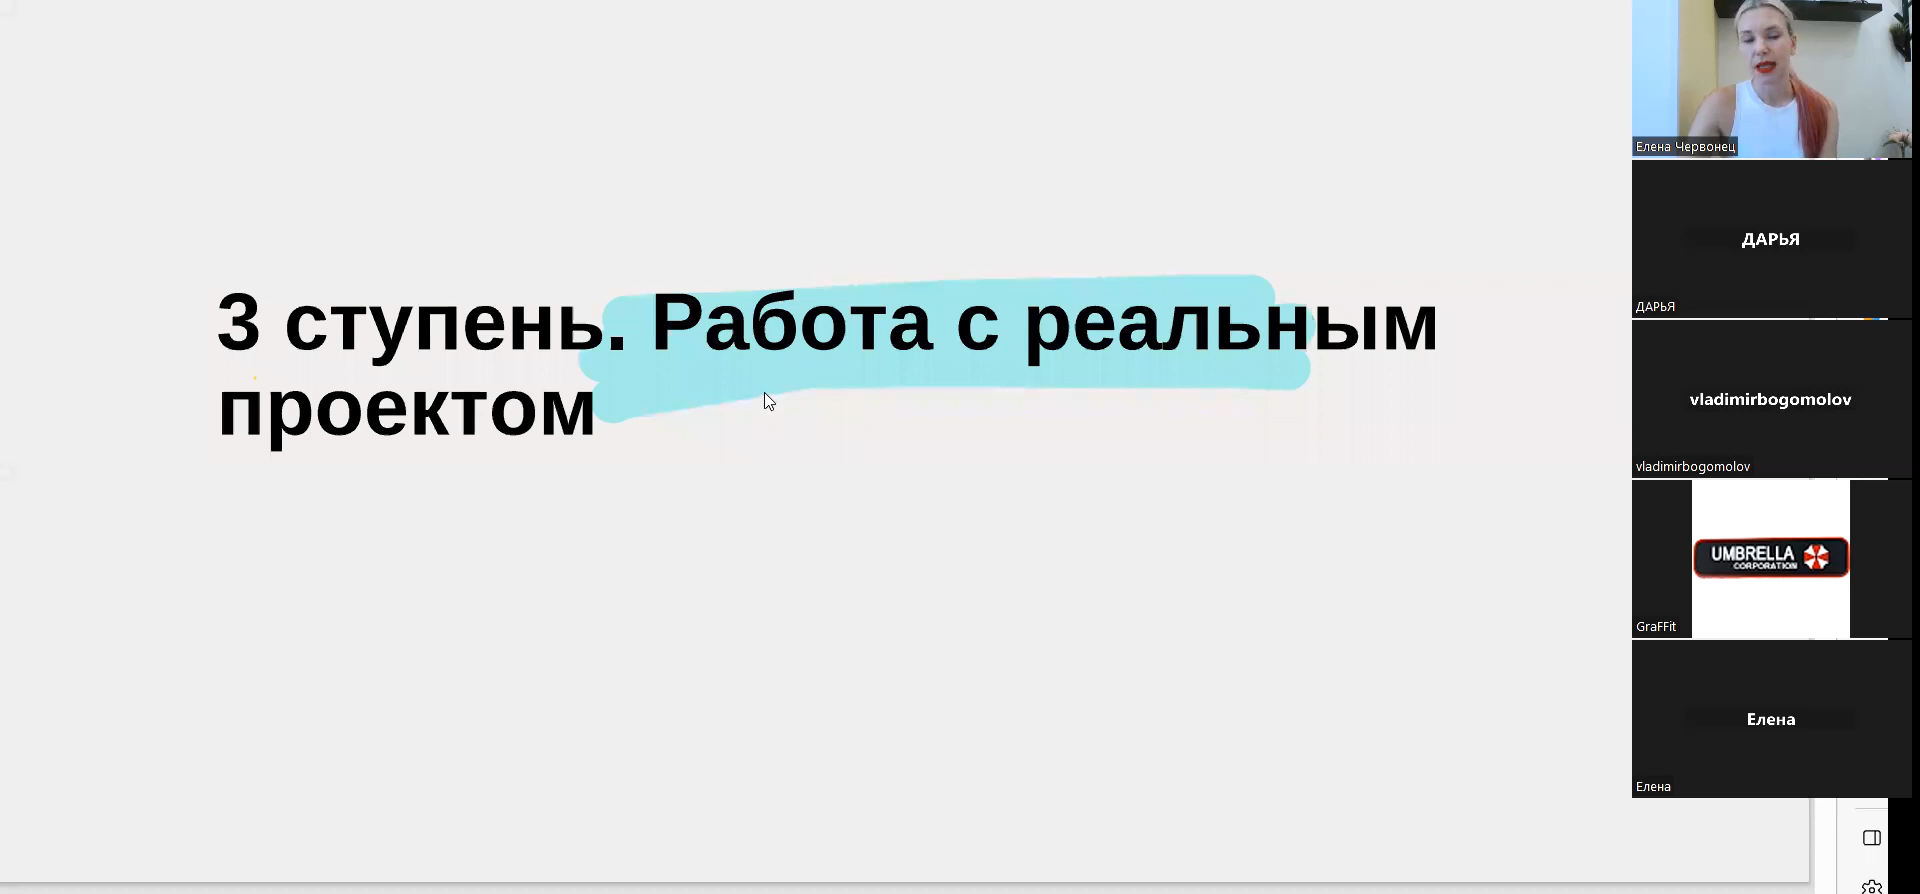 3 ступень. Работа с реальным
проектом
Елена Червонец
ДАРЬЯ
ДАРЬЯ
vladimirbogomolov
vladimirbogomolov
UMBRELLA
CORPORATION
GraFFit
Елена
Елена